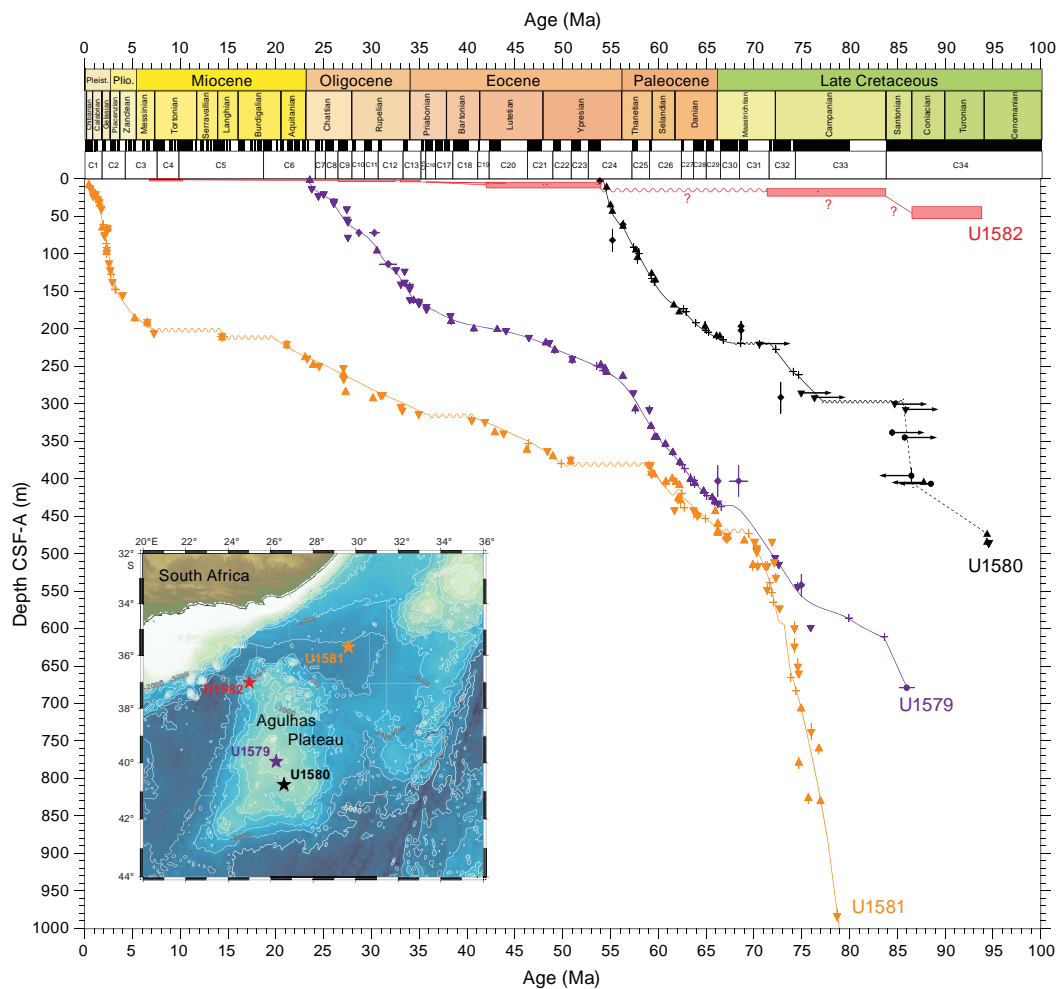 Age (Ma)
0 5 10 15 20 25 30 35 40 45 50 55 60 65 70 75 80 85 90 95 100
Pleist. Plio. Miocene Oligocene Eocene Paleocene Late Cretaceous
Chibanian Calabrian Gelasian Piacenzian Zanclean Messinian Tortonian Serravallian Langhian Burdigalian Aquitanian Chattian Rupelian Priabonian Bartonian Lutetian Ypresian Thanetian Selandian Danian Maastrichtian Campanian Santonian Coniacian Turonian Cenomanian
C1 C2 C3 C4 C5 C6 C7 C8 C9 C10 C11 C12 C13 C16 C17 C18 C19 C20 C21 C22 C23 C24 C25 C26 C27 C28 C29 C30 C31 C32 C33 C34
Depth CSF-A (m)
0
50
100
150
200
250
300
350
400
450
500
550
600
650
700
750
800
850
900
950
1000
? ? ?
U1582
U1580
U1579
U1581
20°E 22° 24° 26° 28° 30° 32° 34° 36°
32°
S
34°
36°
38°
40°
42°
44°
South Africa
U1581
U1582
Agulhas
Plateau
U1579
U1580
0 5 10 15 20 25 30 35 40 45 50 55 60 65 70 75 80 85 90 95 100
Age (Ma)